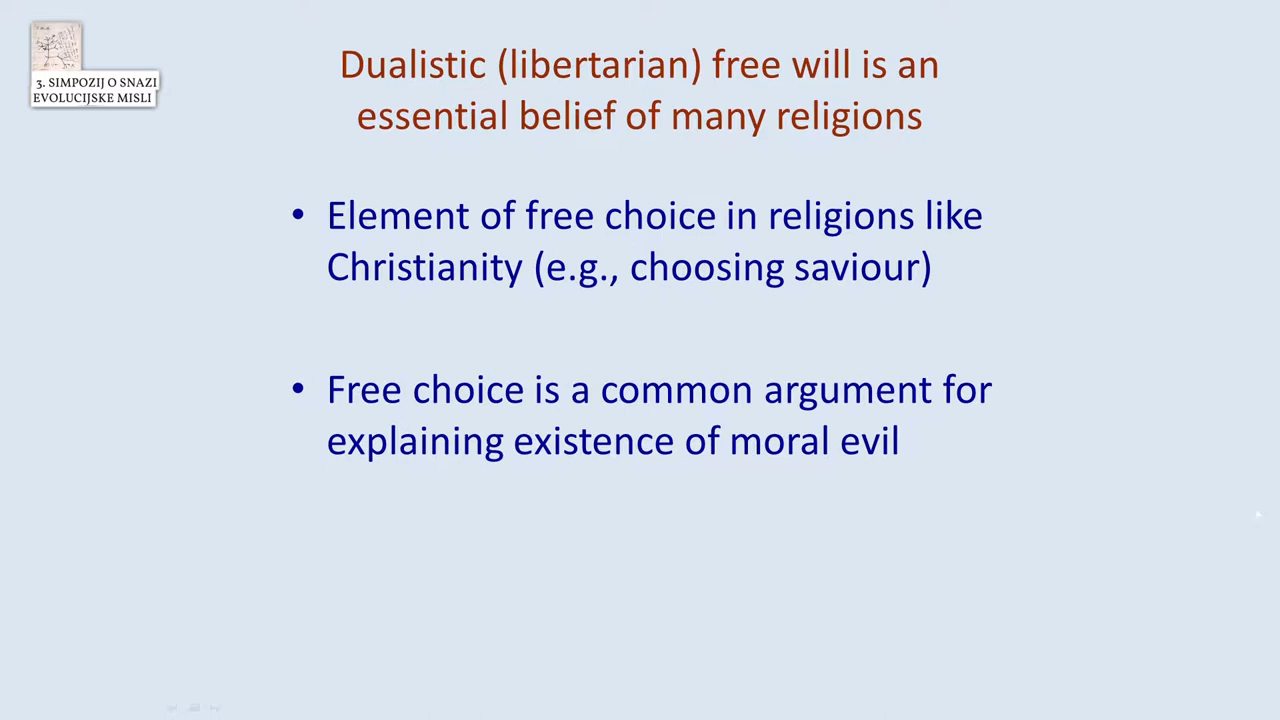 3. SIMPOZIJ O SNAZI
EVOLUCIJSKE MISLI
Dualistic (libertarian) free will is an
essential belief of many religions
• Element of free choice in religions like
Christianity (e.g., choosing saviour)
• Free choice is a common argument for
explaining existence of moral evil